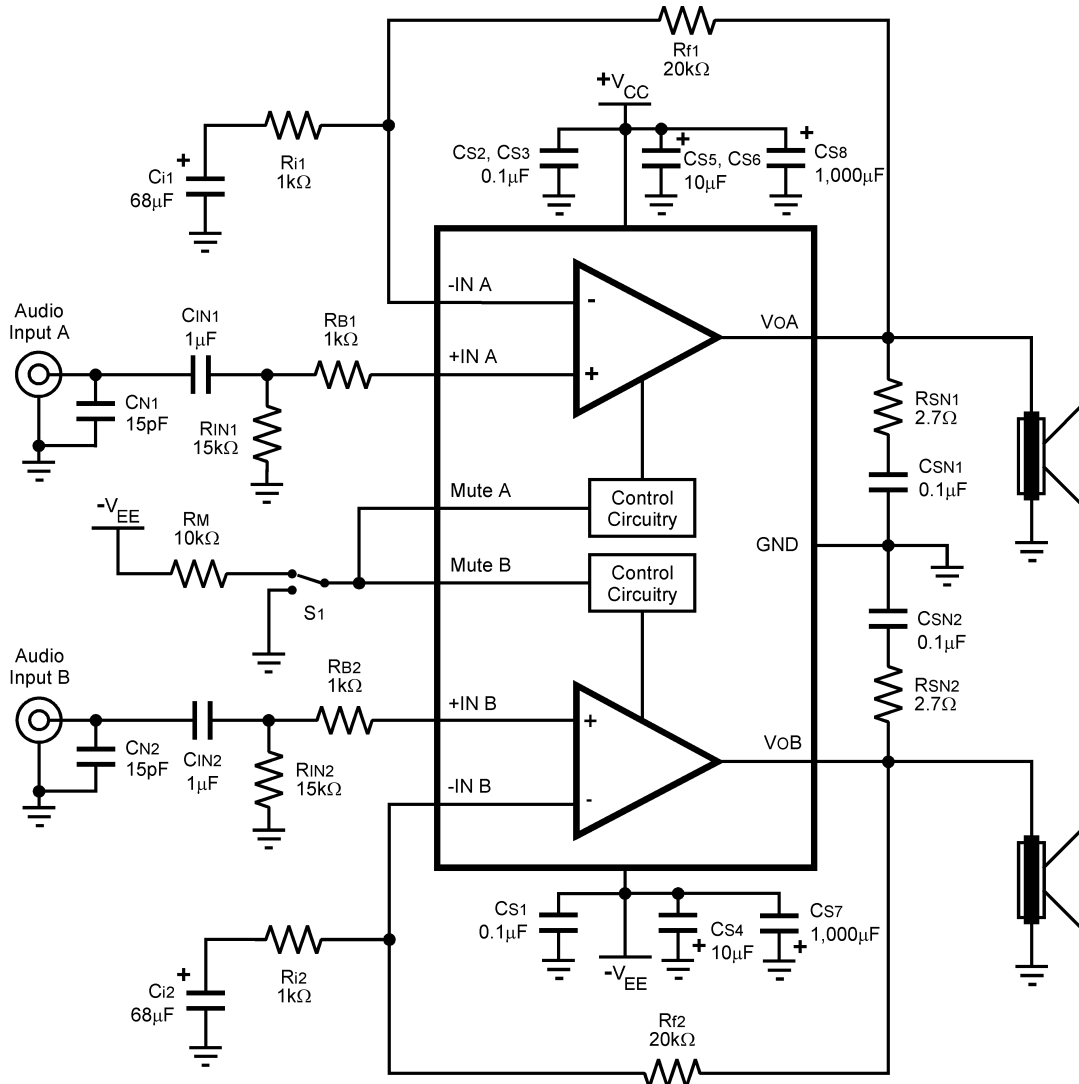 Rf1
20kΩ
+VCC
Ri1
1kΩ
Ci1
+
68µF
CS2, CS3
0.1µF
+
CS5, CS6
10µF
+
CS8
1,000µF
Audio
Input A
CIN1
1µF
RB1
1kΩ
-IN A
+IN A
-
+
VOA
CN1
15pF
RIN1
15kΩ
RSN1
2.7Ω
CSN1
0.1µF
-VEE
RM
10kΩ
Mute A
Control
Circuitry
GND
Mute B
Control
Circuitry
S1
CSN2
0.1µF
RSN2
2.7Ω
Audio
Input B
RB2
1kΩ
+IN B
-IN B
+
-
VOB
CN2
15pF
CIN2
1µF
RIN2
15kΩ
CS1
0.1µF
CS4
10µF
+
CS7
1,000µF
+
-VEE
Ri2
1kΩ
Ci2
+
68µF
Rf2
20kΩ